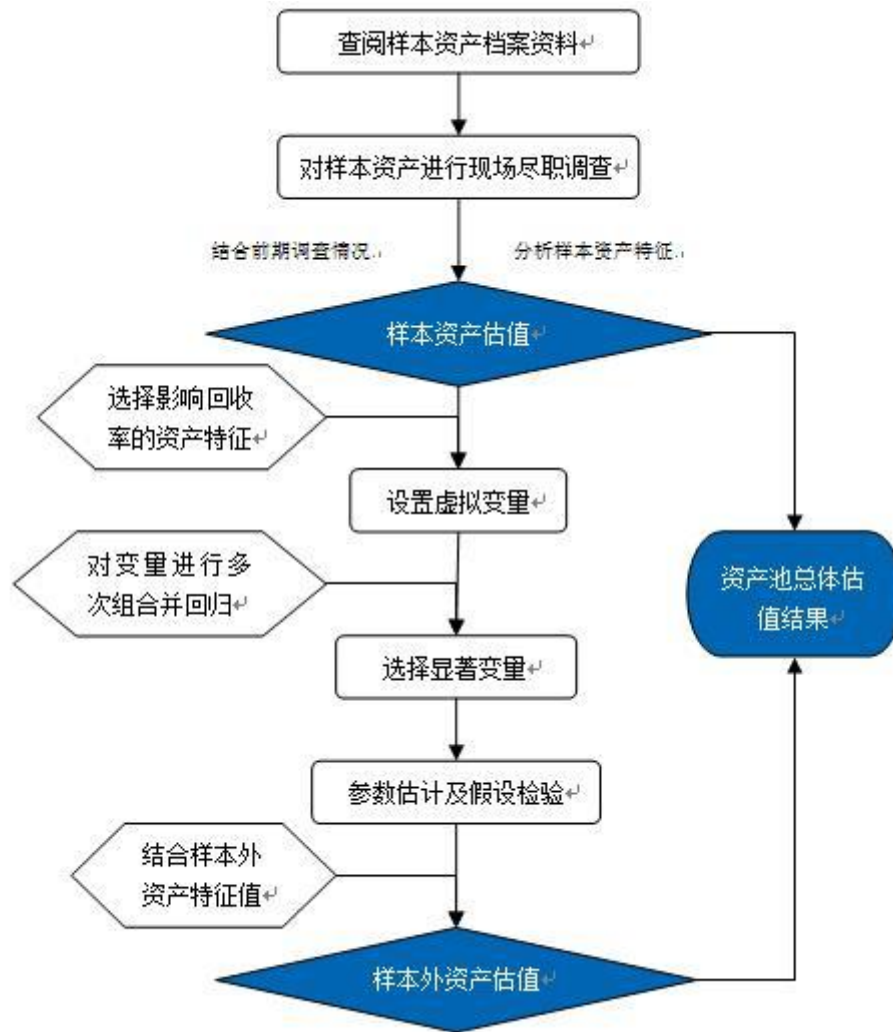 查阅样本资产档案资料↵
对样本资产进行现场尽职调查↵
结合前期调查情况.
分析样本资产特征.
样本资产估值↵
选择影响回收
率的资产特征↵
设置虚拟变量↵
对变量进行多
次组合并回归↵
资产池总体估
值结果↵
选择显著变量↵
参数估计及假设检验↵
结合样本外
资产特征值↵
样本外资产估值↵